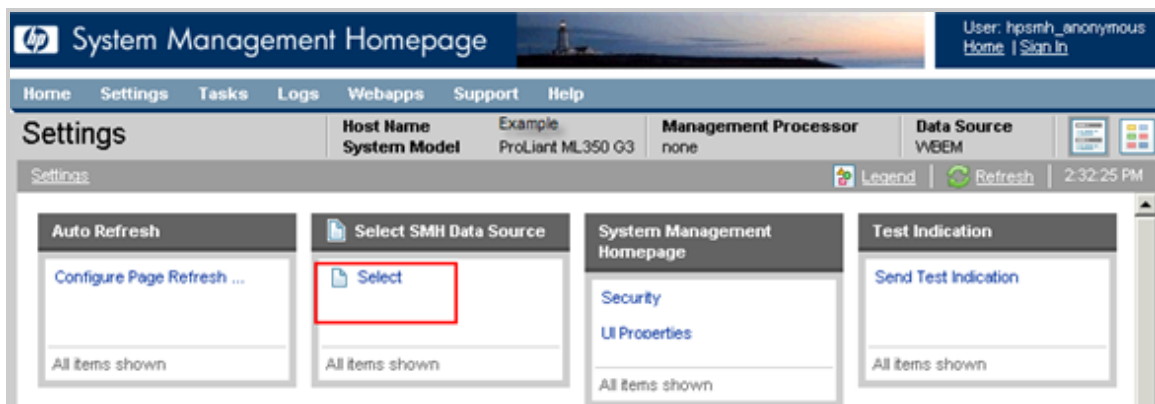 hp System Management Homepage
User: hpsmh_anonymous
Home | Sign In
Home Settings Tasks Logs Webapps Support Help
Settings
Host Name Example
System Model ProLiant ML350 G3
Management Processor
none
Data Source
WBEM
Settings
Legend | Refresh | 2:32:25 PM
Auto Refresh
Configure Page Refresh ...
All items shown
Select SMH Data Source
Select
All items shown
System Management
Homepage
Security
UI Properties
All items shown
Test Indication
Send Test Indication
All items shown